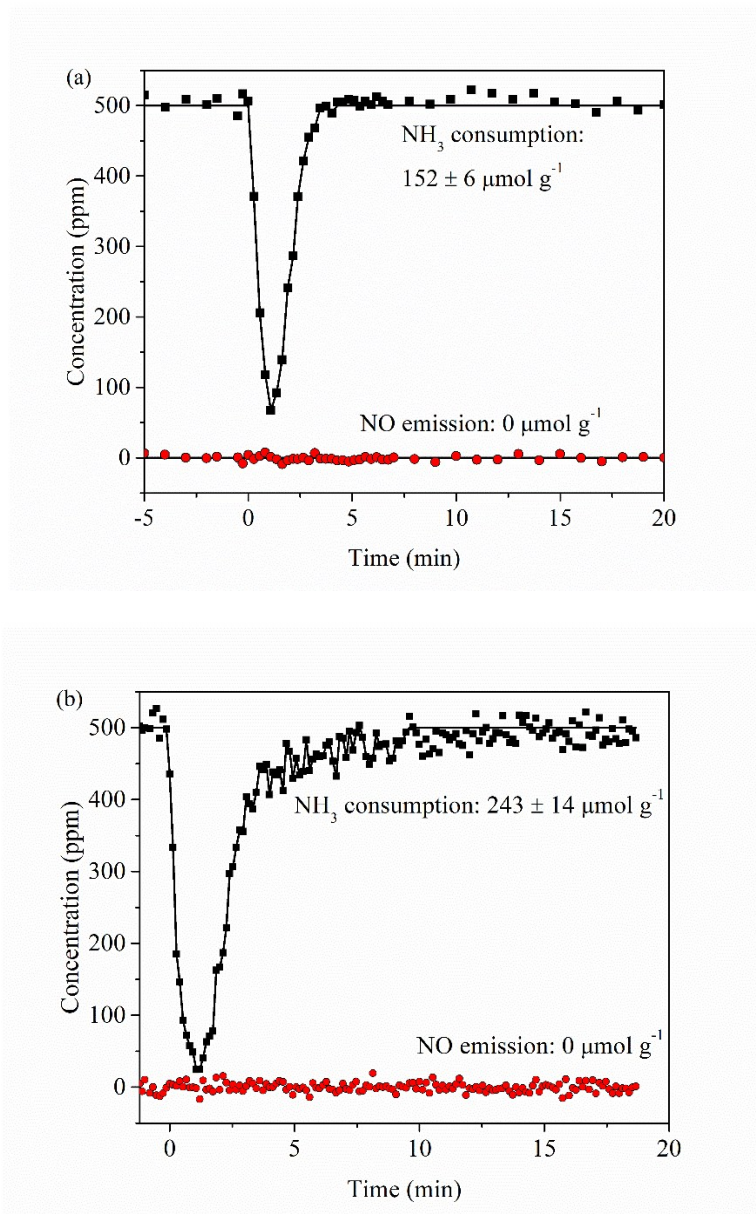 (a)
500
400
300
200
100
0
Concentration (ppm)
NH₃ consumption:
152 ± 6 μmol g⁻¹
NO emission: 0 μmol g⁻¹
-5 0 5 10 15 20
Time (min)
(b)
500
400
300
200
100
0
Concentration (ppm)
NH₃ consumption: 243 ± 14 μmol g⁻¹
NO emission: 0 μmol g⁻¹
0 5 10 15 20
Time (min)